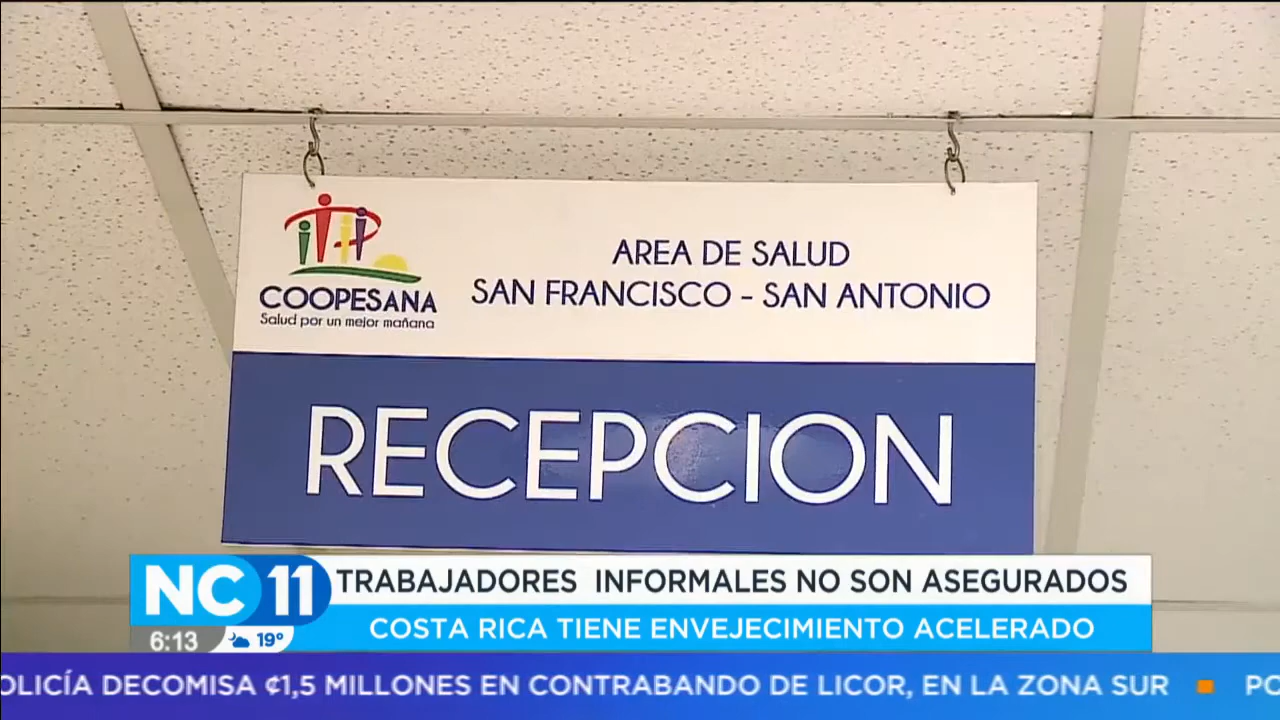 AREA DE SALUD
SAN FRANCISCO - SAN ANTONIO
COOPESANA
Salud por un mejor mañana
RECEPCION
NC 11
TRABAJADORES INFORMALES NO SON ASEGURADOS
COSTA RICA TIENE ENVEJECIMIENTO ACELERADO
6:13
19°
OLICÍA DECOMISA ₡1,5 MILLONES EN CONTRABANDO DE LICOR, EN LA ZONA SUR ▪ PO